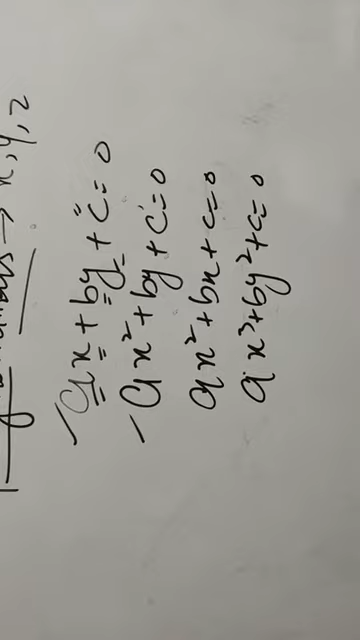 → x, y, z
ax + by + c = 0
ax² + by + c = 0
ax² + bx + c = 0
ax² + by² + c = 0